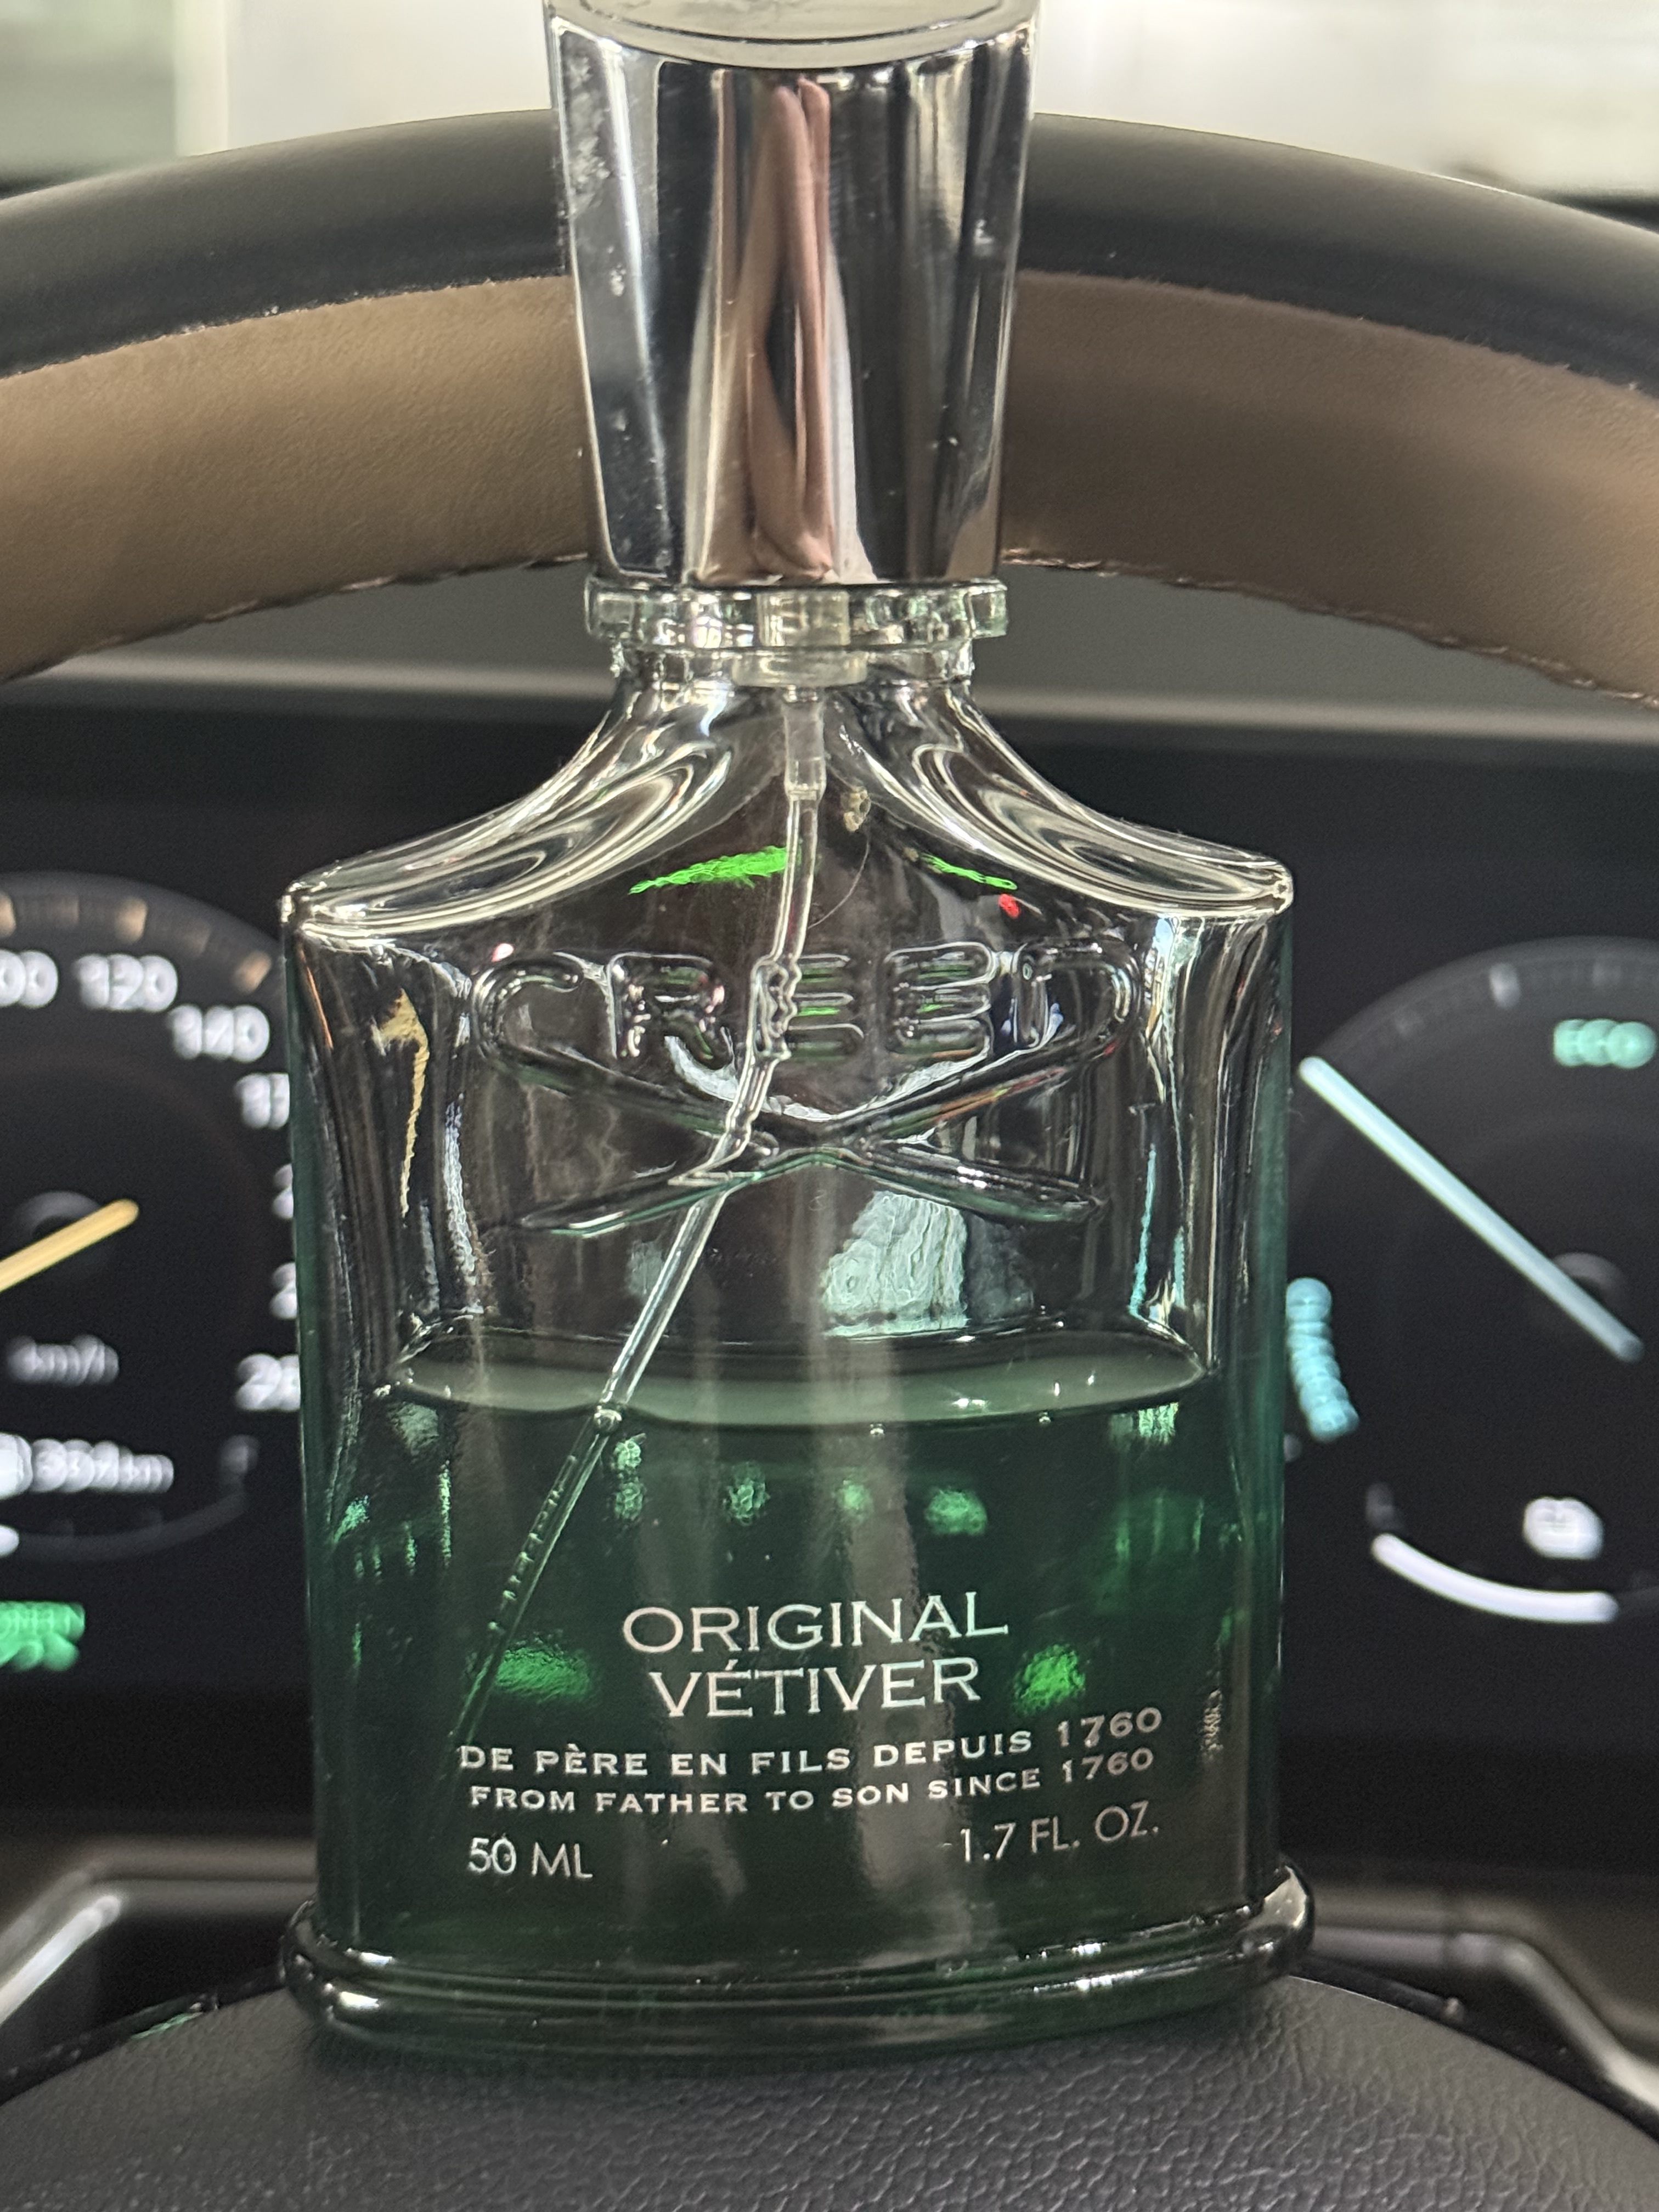 120
140
CREED
km/h
ORIGINAL
VÉTIVER
DE PÈRE EN FILS DEPUIS 1760
FROM FATHER TO SON SINCE 1760
50 ML 1.7 FL. OZ.